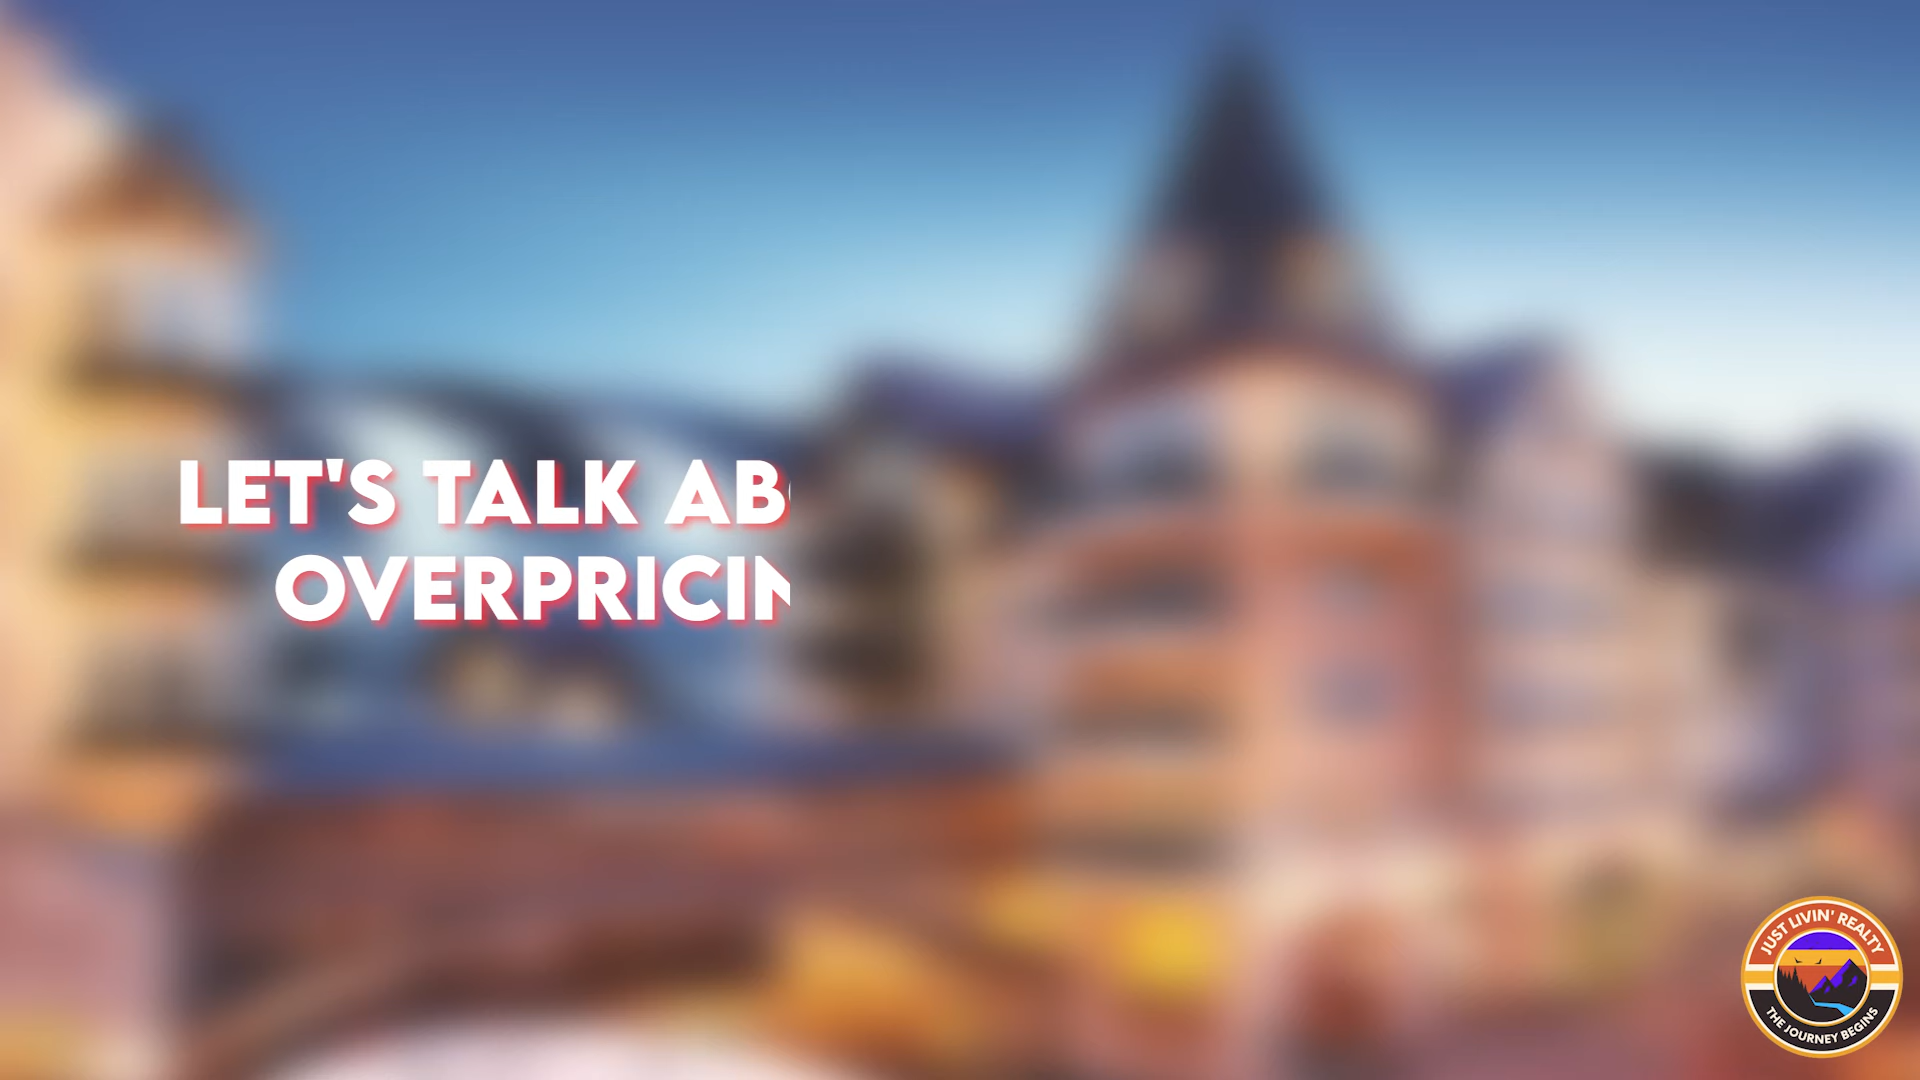 LET'S TALK AB
OVERPRICIN
JUST LIVIN' REALTY
THE JOURNEY BEGINS